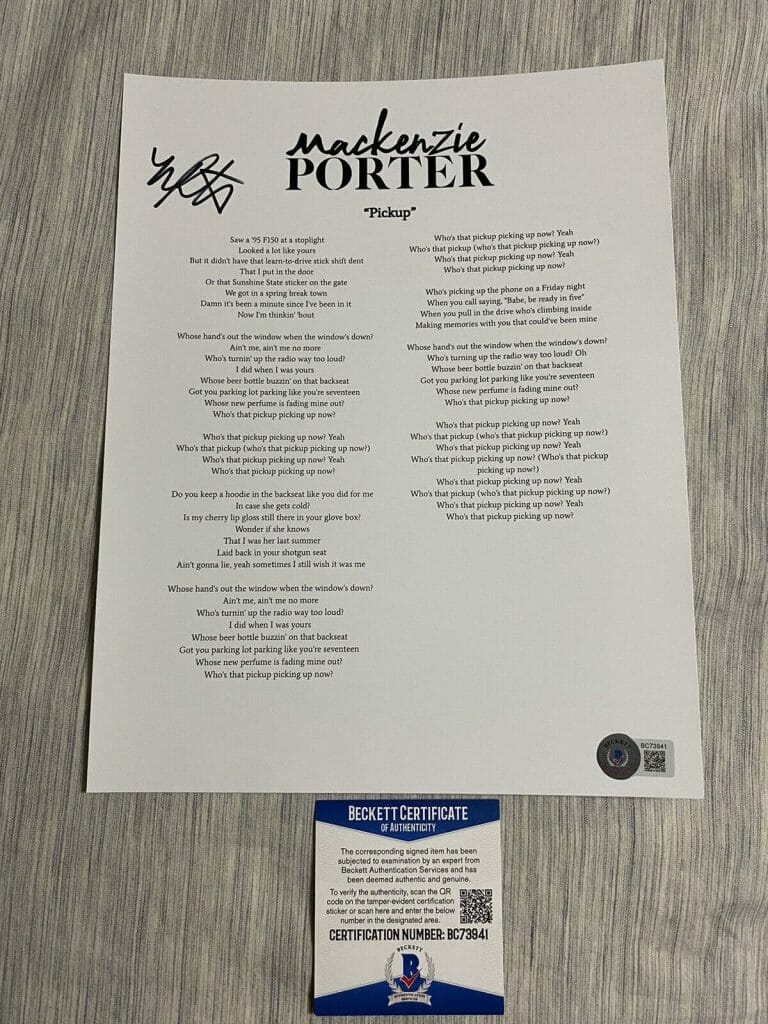 Mackenzie
PORTER
"Pickup"
Saw a '95 F150 at a stoplight
Looked a lot like yours
But it didn't have that learn-to-drive stick shift dent
That I put in the door
Or that Sunshine State sticker on the gate
We got in a spring break town
Damn it's been a minute since I've been in it
Now I'm thinkin' 'bout
Whose hand's out the window when the window's down?
Ain't me, ain't me no more
Who's turnin' up the radio way too loud?
I did when I was yours
Whose beer bottle buzzin' on that backseat
Got you parking lot parking like you're seventeen
Whose new perfume is fading mine out?
Who's that pickup picking up now?
Who's that pickup picking up now? Yeah
Who's that pickup (who's that pickup picking up now?)
Who's that pickup picking up now? Yeah
Who's that pickup picking up now?
Do you keep a hoodie in the backseat like you did for me
In case she gets cold?
Is my cherry lip gloss still there in your glove box?
Wonder if she knows
That I was her last summer
Laid back in your shotgun seat
Ain't gonna lie, yeah sometimes I still wish it was me
Whose hand's out the window when the window's down?
Ain't me, ain't me no more
Who's turnin' up the radio way too loud?
I did when I was yours
Whose beer bottle buzzin' on that backseat
Got you parking lot parking like you're seventeen
Whose new perfume is fading mine out?
Who's that pickup picking up now?
Who's that pickup picking up now? Yeah
Who's that pickup (who's that pickup picking up now?)
Who's that pickup picking up now? Yeah
Who's that pickup picking up now?
Who's picking up the phone on a Friday night
When you call saying, "Babe, be ready in five"
When you pull in the drive who's climbing inside
Making memories with you that could've been mine
Whose hand's out the window when the window's down?
Who's turning up the radio way too loud? Oh
Whose beer bottle buzzin' on that backseat
Got you parking lot parking like you're seventeen
Whose new perfume is fading mine out?
Who's that pickup picking up now?
Who's that pickup picking up now? Yeah
Who's that pickup (who's that pickup picking up now?)
Who's that pickup picking up now? Yeah
Who's that pickup picking up now? (Who's that pickup
picking up now?)
Who's that pickup picking up now? Yeah
Who's that pickup (who's that pickup picking up now?)
Who's that pickup picking up now? Yeah
Who's that pickup picking up now?
BECKETT
BC73941
BECKETT CERTIFICATE
OF AUTHENTICITY
The corresponding signed item has been
subjected to examination by an expert from
Beckett Authentication Services and has
been deemed authentic and genuine.
To verify the authenticity, scan the QR
code on the tamper-evident certification
sticker or scan here and enter the below
number in the designated area.
CERTIFICATION NUMBER: BC73941
BECKETT
B
AUTHENTICATION
SERVICES